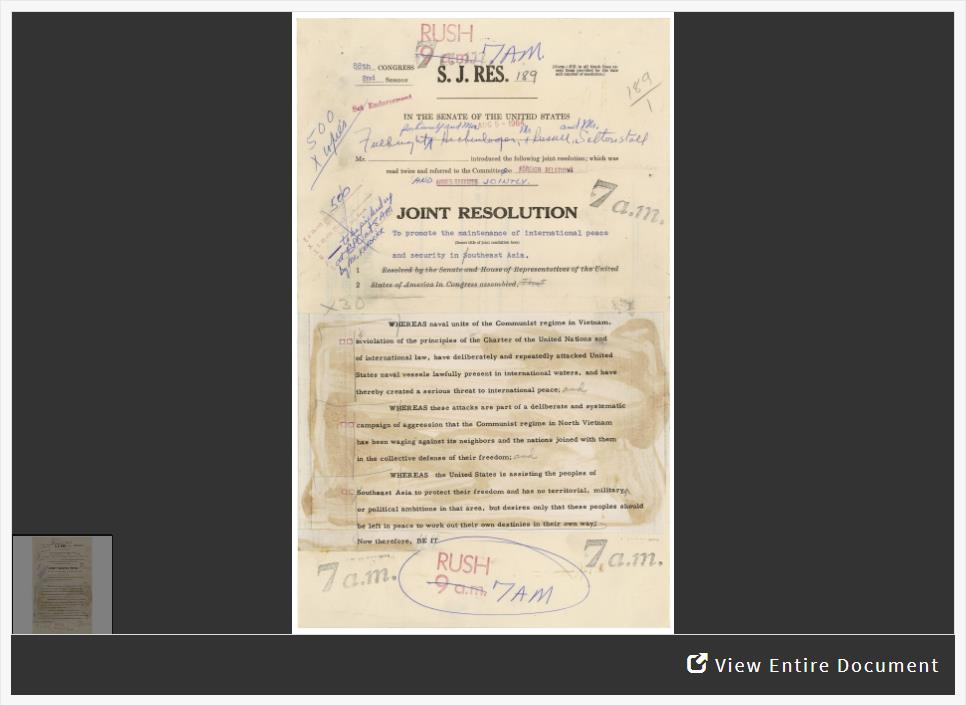 RUSH
9 a.m. 7AM
88th CONGRESS
2nd Session
S. J. RES. 189
189
1
Set Endorsement
500
IN THE SENATE OF THE UNITED STATES
AUG 5 - 1964
Fulbright, Hickenlooper, Russell, Saltonstall
and Mr.
Mr. introduced the following joint resolution; which was
read twice and referred to the Committee on FOREIGN RELATIONS
AND ARMED SERVICES JOINTLY.
7 a.m.
500
JOINT RESOLUTION
To promote the maintenance of international peace
(Insert title of joint resolution here)
and security in Southeast Asia.
1 Resolved by the Senate and House of Representatives of the United
2 States of America in Congress assembled, That
X30
WHEREAS naval units of the Communist regime in Vietnam,
in violation of the principles of the Charter of the United Nations and
of international law, have deliberately and repeatedly attacked United
States naval vessels lawfully present in international waters, and have
thereby created a serious threat to international peace; and
WHEREAS these attacks are part of a deliberate and systematic
campaign of aggression that the Communist regime in North Vietnam
has been waging against its neighbors and the nations joined with them
in the collective defense of their freedom; and
WHEREAS the United States is assisting the peoples of
Southeast Asia to protect their freedom and has no territorial, military
or political ambitions in that area, but desires only that these peoples should
be left in peace to work out their own destinies in their own way;
Now therefore, BE IT
7 a.m.
RUSH
9 a.m. 7AM
7 a.m.
View Entire Document